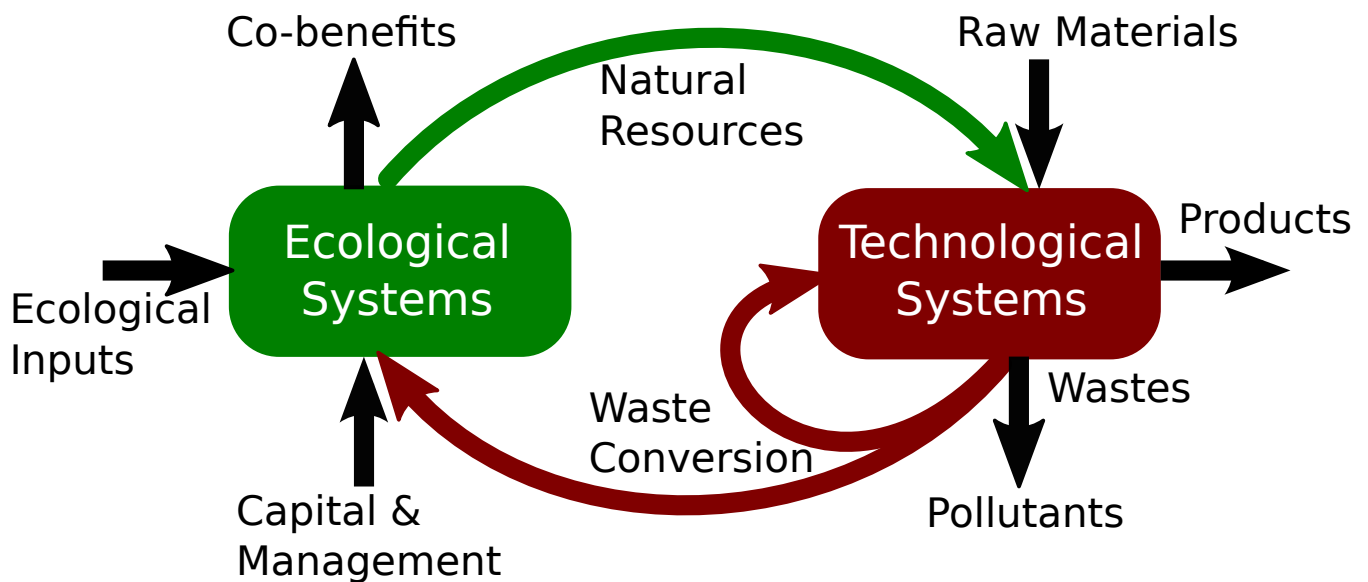 Co-benefits
Raw Materials
Natural
Resources
Ecological
Systems
Technological
Systems
Products
Ecological
Inputs
Waste
Conversion
Wastes
Capital &
Management
Pollutants